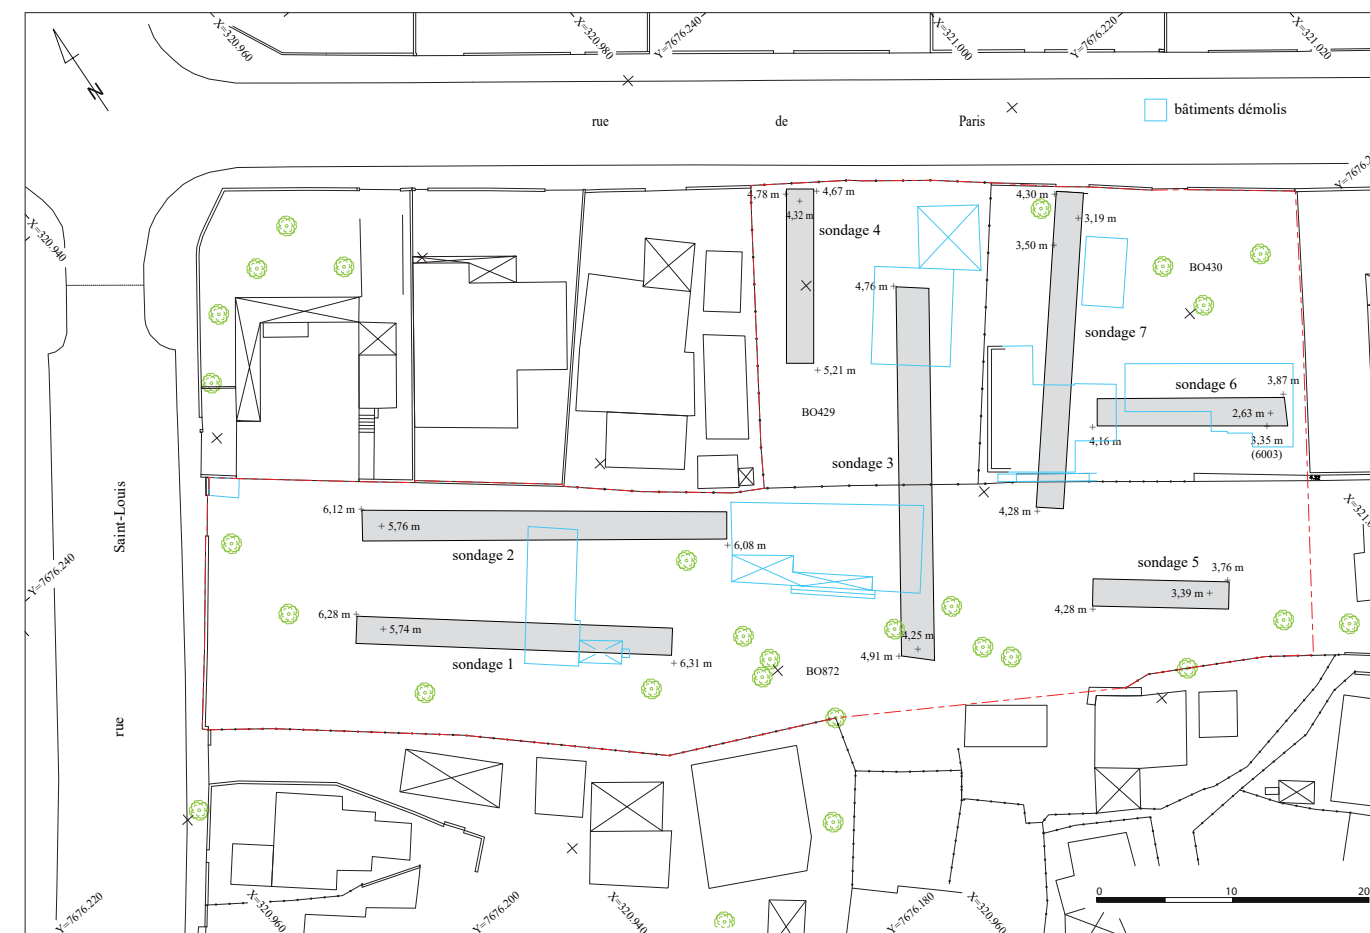 X=320.960
X=320.980
Y=7676.240
X=321.000
Y=7676.220
X=321.020
N
rue de Paris
bâtiments démolis
X=320.940
4,78 m
4,67 m
4,32 m
sondage 4
4,30 m
3,19 m
3,50 m
BO430
4,76 m
sondage 7
5,21 m
sondage 6
3,87 m
BO429
2,63 m
4,16 m
3,35 m
(6003)
sondage 3
6,12 m
5,76 m
4,28 m
sondage 2
6,08 m
rue Saint-Louis
Y=7676.240
sondage 5
3,76 m
3,39 m
4,28 m
6,28 m
5,74 m
4,25 m
sondage 1
6,31 m
4,91 m
BO872
Y=7676.220
X=320.960
Y=7676.200
X=320.940
Y=7676.180
X=320.960
0 10 20